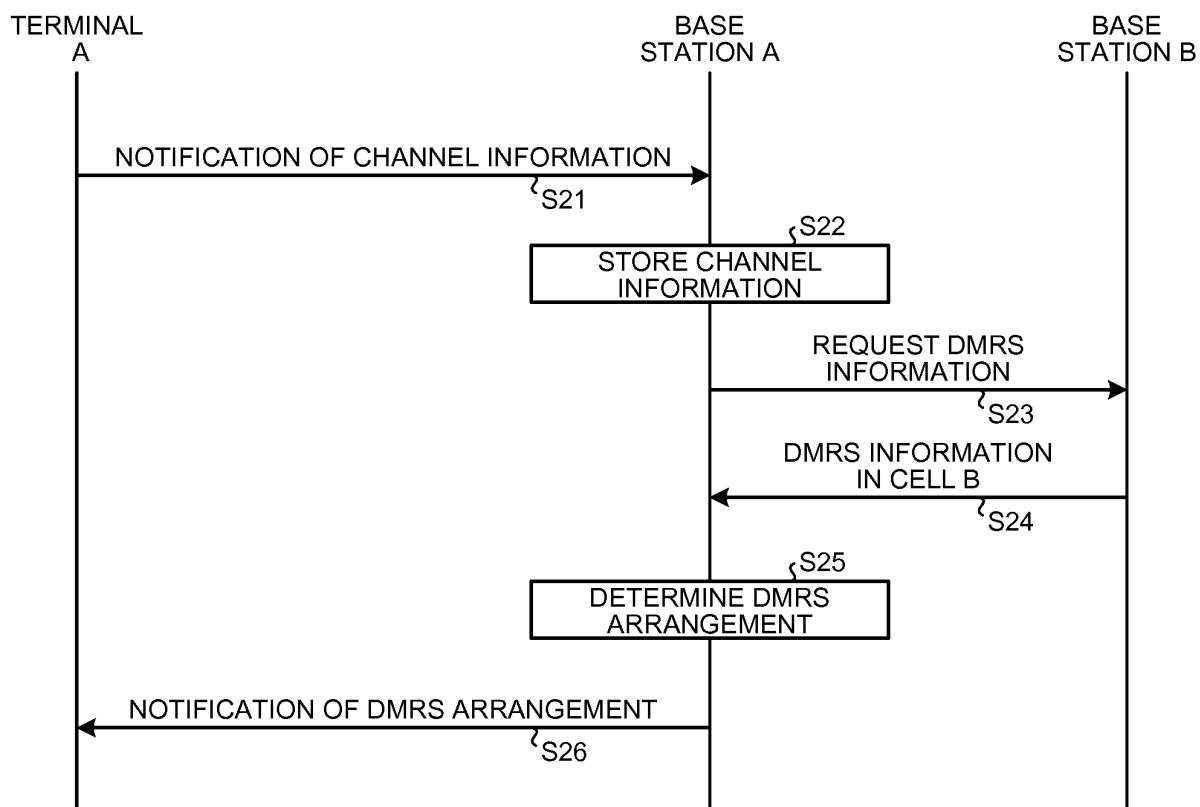 TERMINAL
A
BASE
STATION A
BASE
STATION B
NOTIFICATION OF CHANNEL INFORMATION
S21
S22
STORE CHANNEL
INFORMATION
REQUEST DMRS
INFORMATION
S23
DMRS INFORMATION
IN CELL B
S24
S25
DETERMINE DMRS
ARRANGEMENT
NOTIFICATION OF DMRS ARRANGEMENT
S26